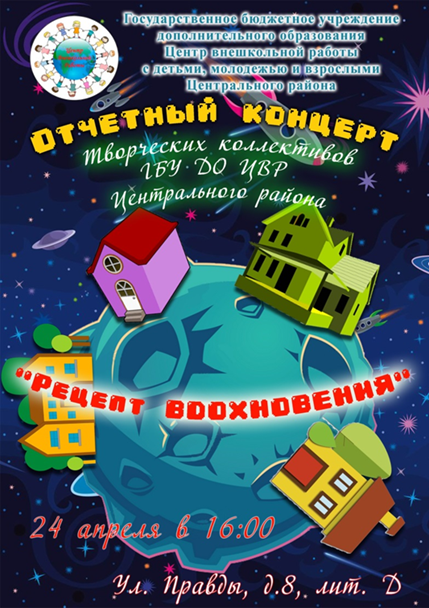 Государственное бюджетное учреждение
дополнительного образования
Центр внешкольной работы
с детьми, молодежью и взрослыми
Центрального района
Отчетный концерт
Творческих коллективов
ГБУ ДО ЦВР
Центрального района
"Рецепт вдохновения"
24 апреля в 16:00
Ул. Правды, д.8, лит. Д